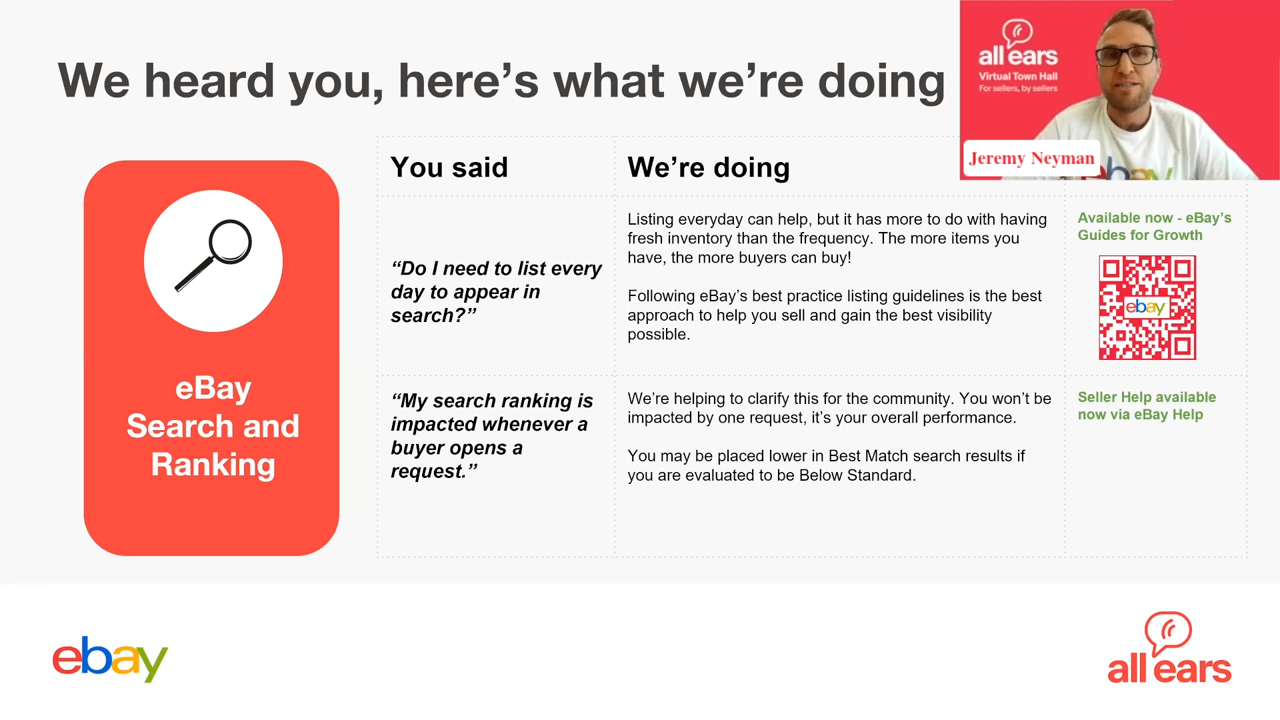 We heard you, here’s what we’re doing
all ears
Virtual Town Hall
For sellers, by sellers
Jeremy Neyman
ebay
eBay
Search and
Ranking
You said
We’re doing
“Do I need to list every
day to appear in
search?”
Listing everyday can help, but it has more to do with having
fresh inventory than the frequency. The more items you
have, the more buyers can buy!
Following eBay’s best practice listing guidelines is the best
approach to help you sell and gain the best visibility
possible.
Available now - eBay’s
Guides for Growth
ebay
“My search ranking is
impacted whenever a
buyer opens a
request.”
We’re helping to clarify this for the community. You won’t be
impacted by one request, it’s your overall performance.
You may be placed lower in Best Match search results if
you are evaluated to be Below Standard.
Seller Help available
now via eBay Help
ebay
all ears